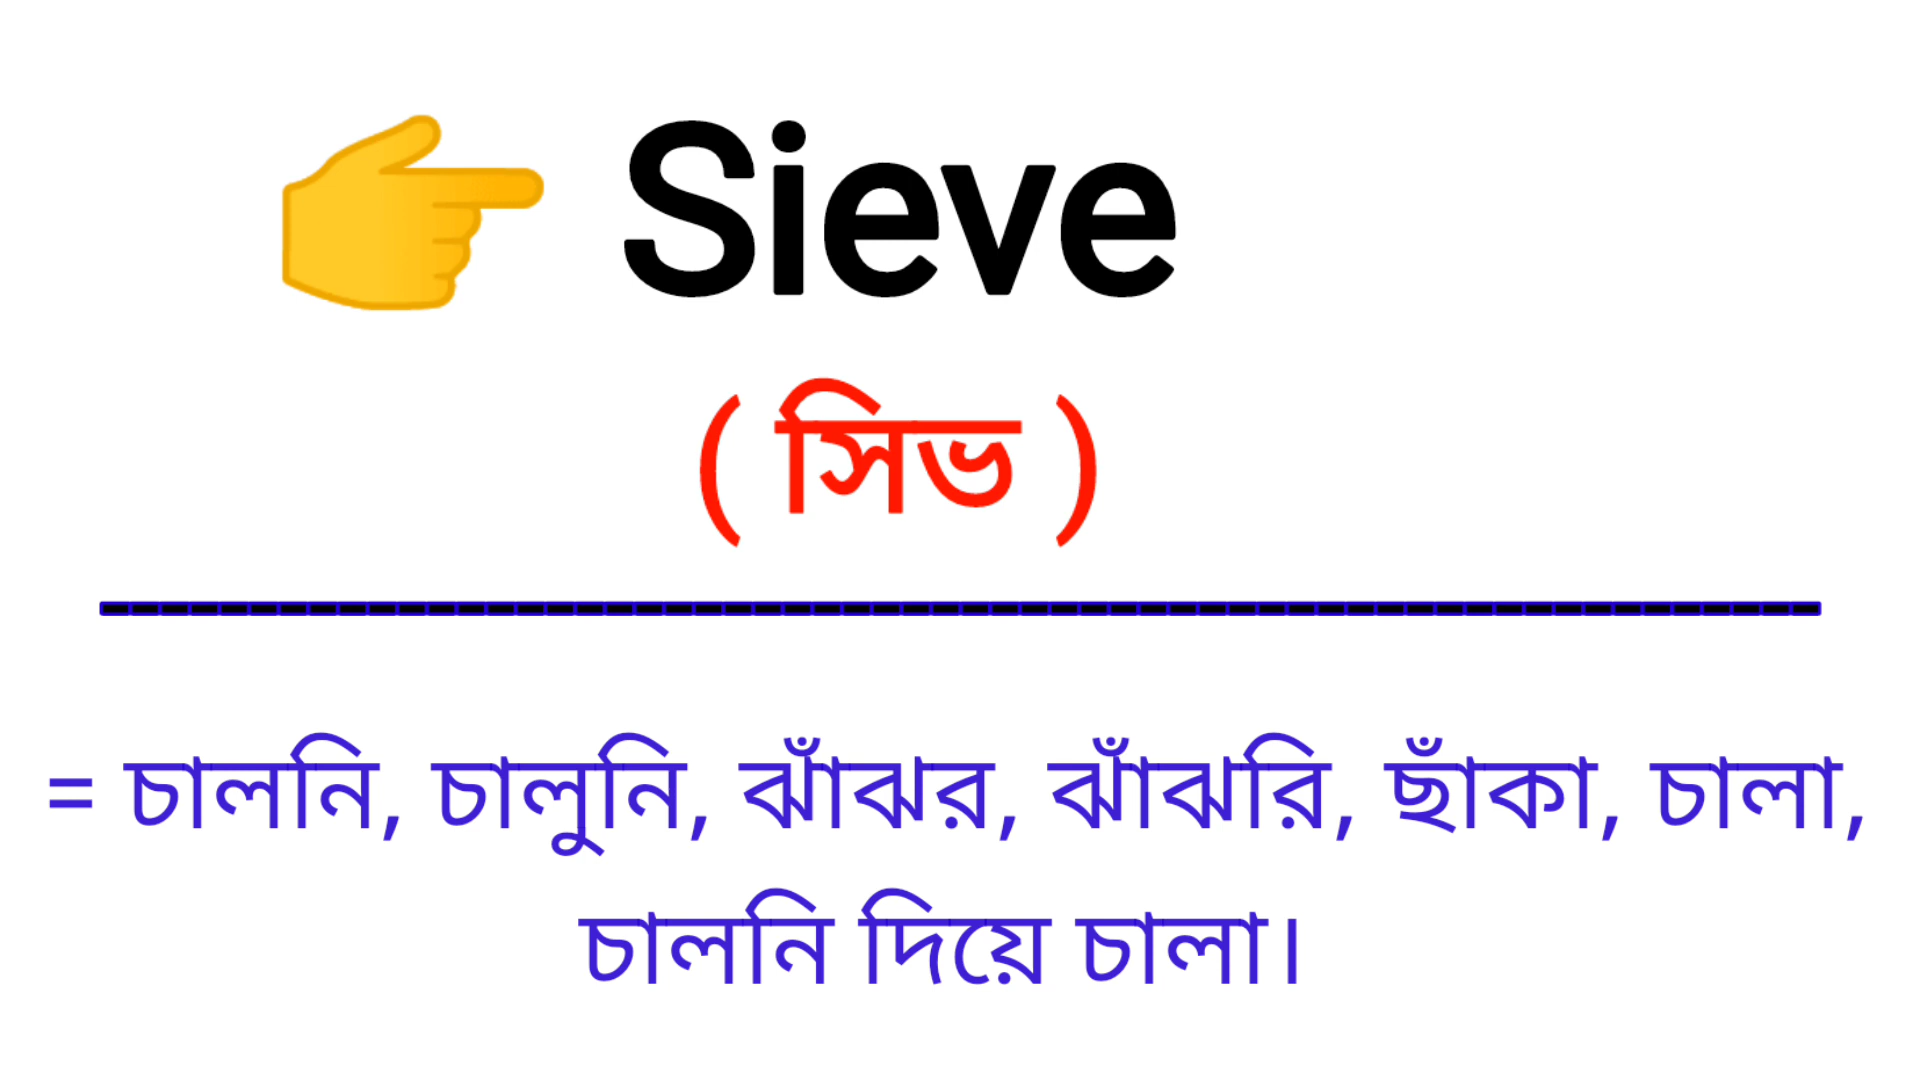 👉 Sieve
( সিভ )
= চালনি, চালুনি, ঝাঁঝর, ঝাঁঝরি, ছাঁকা, চালা,
চালনি দিয়ে চালা।